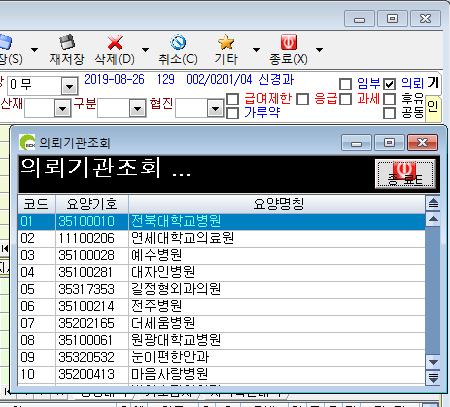 장(S) 재저장 삭제(D) 취소(C) 기타 종료(X)
0 무 2019-08-26 129 002/0201/04 신경과 임부 의뢰 기
산재 구분 협진 급여제한 응급 과세 후유 인
가루약 공동
의뢰기관조회
의뢰기관조회 ...
종 료E
코드 요양기호 요양명칭
01 35100010 전북대학교병원
02 11100206 연세대학교의료원
03 35100028 예수병원
04 35100281 대자인병원
05 35317353 길정형외과의원
06 35100214 전주병원
07 35202165 더세움병원
08 35100061 원광대학교병원
09 35320532 눈이편한안과
10 35200413 마음사랑병원